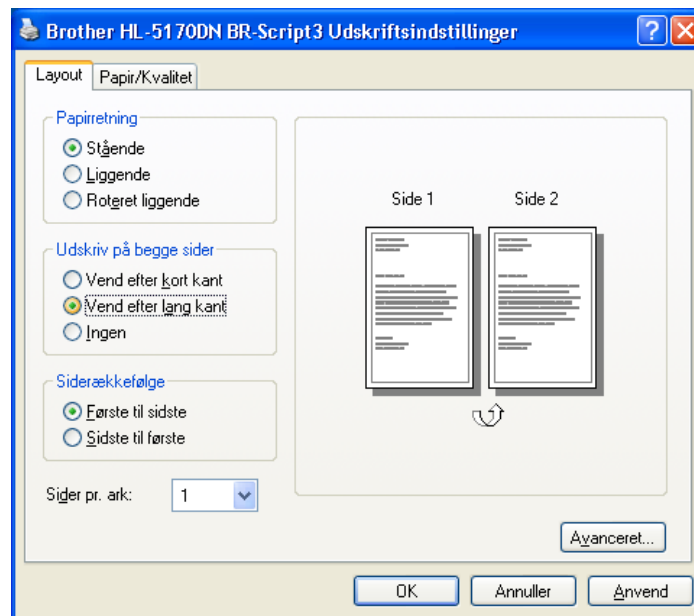 Brother HL-5170DN BR-Script3 Udskriftsindstillinger
Layout
Papir/Kvalitet
Papirretning
Stående
Liggende
Roteret liggende
Udskriv på begge sider
Vend efter kort kant
Vend efter lang kant
Ingen
Siderækkefølge
Første til sidste
Sidste til første
Sider pr. ark:
1
Side 1
Side 2
Avanceret...
OK
Annuller
Anvend